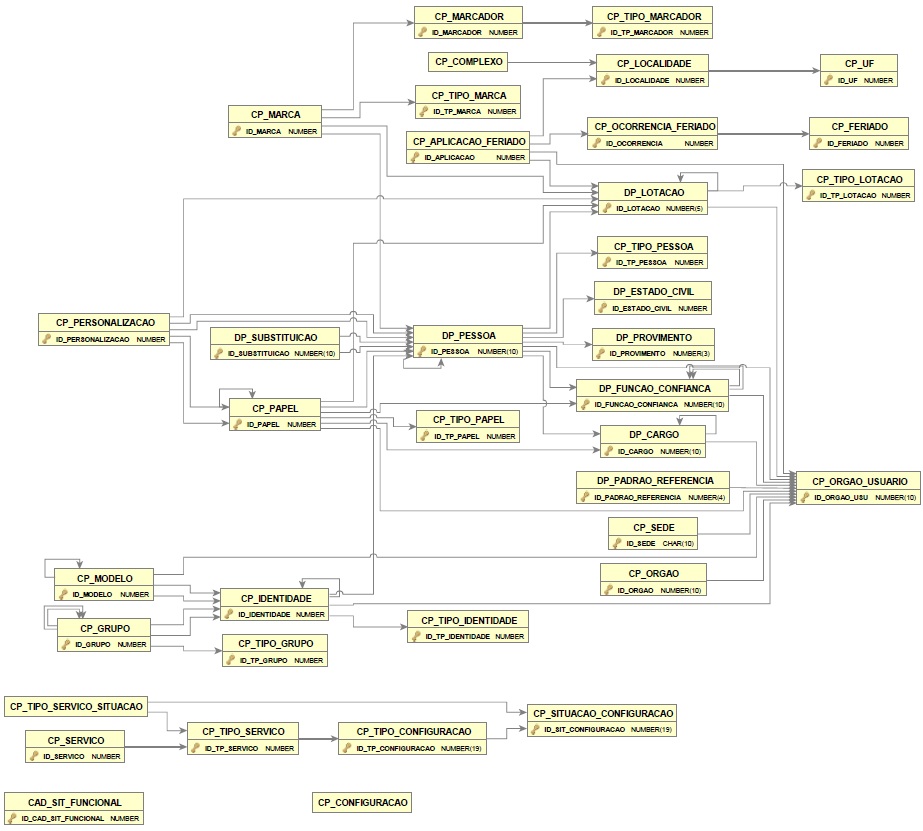 CP_MARCADOR
ID_MARCADOR NUMBER
CP_TIPO_MARCADOR
ID_TP_MARCADOR NUMBER
CP_COMPLEXO
CP_LOCALIDADE
ID_LOCALIDADE NUMBER
CP_UF
ID_UF NUMBER
CP_TIPO_MARCA
ID_TP_MARCA NUMBER
CP_MARCA
ID_MARCA NUMBER
CP_APLICACAO_FERIADO
ID_APLICACAO NUMBER
CP_OCORRENCIA_FERIADO
ID_OCORRENCIA NUMBER
CP_FERIADO
ID_FERIADO NUMBER
DP_LOTACAO
ID_LOTACAO NUMBER(5)
CP_TIPO_LOTACAO
ID_TP_LOTACAO NUMBER
CP_TIPO_PESSOA
ID_TP_PESSOA NUMBER
DP_ESTADO_CIVIL
ID_ESTADO_CIVIL NUMBER
CP_PERSONALIZACAO
ID_PERSONALIZACAO NUMBER
DP_SUBSTITUICAO
ID_SUBSTITUICAO NUMBER(10)
DP_PESSOA
ID_PESSOA NUMBER(10)
DP_PROVIMENTO
ID_PROVIMENTO NUMBER(3)
DP_FUNCAO_CONFIANCA
ID_FUNCAO_CONFIANCA NUMBER(10)
CP_PAPEL
ID_PAPEL NUMBER
CP_TIPO_PAPEL
ID_TP_PAPEL NUMBER
DP_CARGO
ID_CARGO NUMBER(10)
DP_PADRAO_REFERENCIA
ID_PADRAO_REFERENCIA NUMBER(4)
CP_ORGAO_USUARIO
ID_ORGAO_USU NUMBER(10)
CP_SEDE
ID_SEDE CHAR(10)
CP_ORGAO
ID_ORGAO NUMBER(10)
CP_MODELO
ID_MODELO NUMBER
CP_IDENTIDADE
ID_IDENTIDADE NUMBER
CP_GRUPO
ID_GRUPO NUMBER
CP_TIPO_IDENTIDADE
ID_TP_IDENTIDADE NUMBER
CP_TIPO_GRUPO
ID_TP_GRUPO NUMBER
CP_TIPO_SERVICO_SITUACAO
CP_SITUACAO_CONFIGURACAO
ID_SIT_CONFIGURACAO NUMBER(19)
CP_SERVICO
ID_SERVICO NUMBER
CP_TIPO_SERVICO
ID_TP_SERVICO NUMBER
CP_TIPO_CONFIGURACAO
ID_TP_CONFIGURACAO NUMBER(19)
CAD_SIT_FUNCIONAL
ID_CAD_SIT_FUNCIONAL NUMBER
CP_CONFIGURACAO